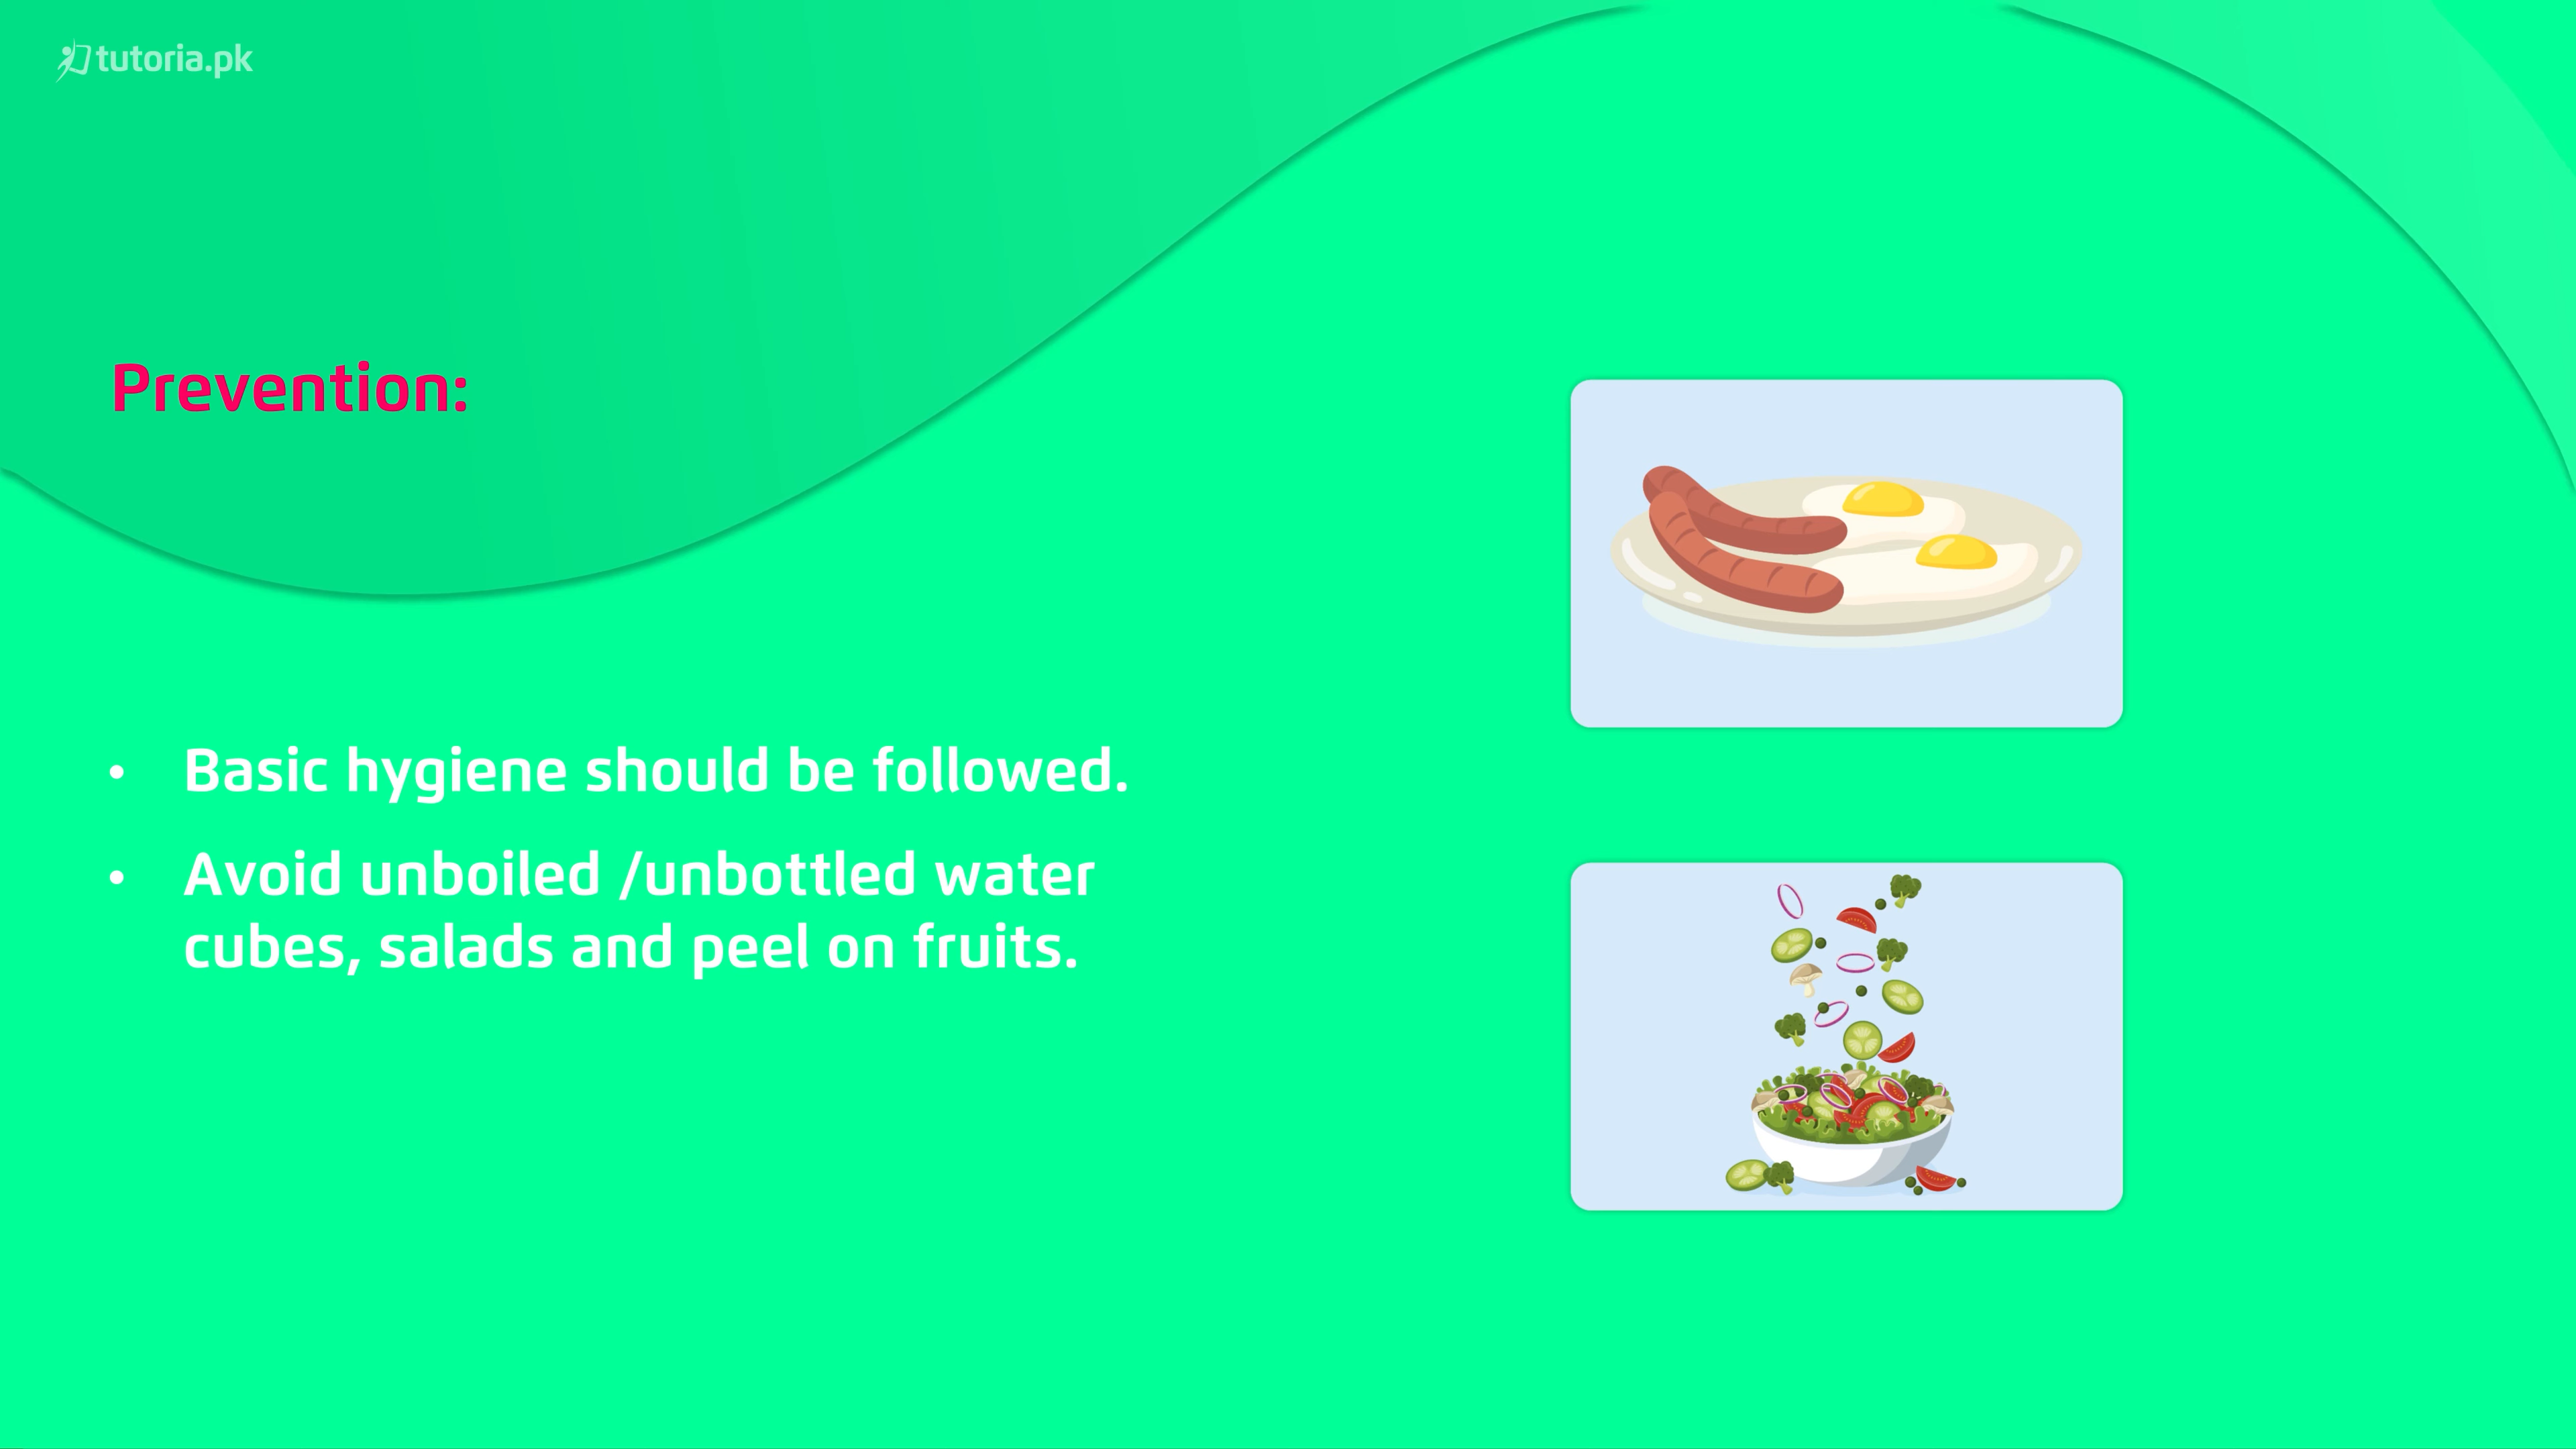 tutoria.pk
Prevention:
• Basic hygiene should be followed.
• Avoid unboiled /unbottled water
cubes, salads and peel on fruits.